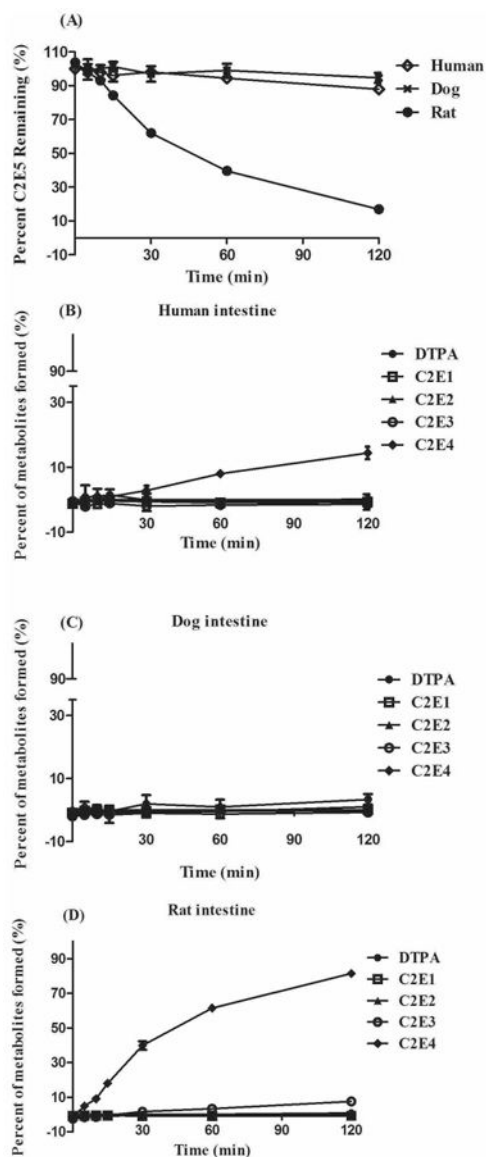 (A)
Percent C2E5 Remaining (%)
110
90
70
50
30
10
-10
30
60
90
120
Time (min)
Human
Dog
Rat
(B)
Human intestine
Percent of metabolites formed (%)
90
30
10
-10
30
60
90
120
Time (min)
DTPA
C2E1
C2E2
C2E3
C2E4
(C)
Dog intestine
Percent of metabolites formed (%)
90
30
10
-10
30
60
90
120
Time (min)
DTPA
C2E1
C2E2
C2E3
C2E4
(D)
Rat intestine
Percent of metabolites formed (%)
90
70
50
30
10
-10
30
60
90
120
Time (min)
DTPA
C2E1
C2E2
C2E3
C2E4